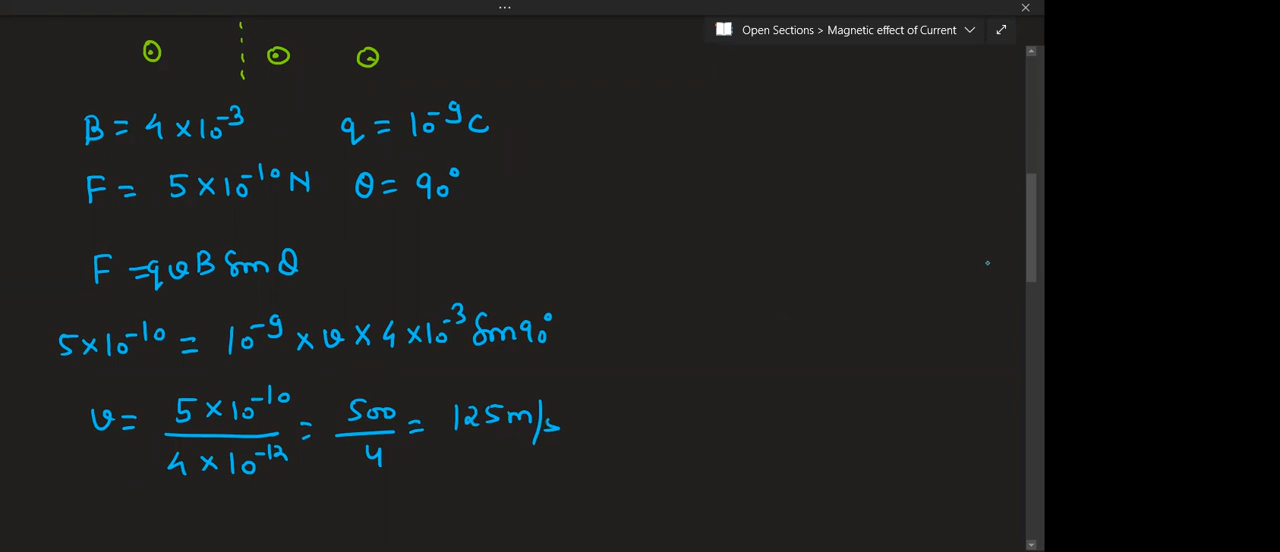 Open Sections > Magnetic effect of Current
B = 4 × 10⁻³ q = 10⁻⁹ C
F = 5 × 10⁻¹⁰ N θ = 90°
F = qvB Sin θ
5 × 10⁻¹⁰ = 10⁻⁹ × v × 4 × 10⁻³ Sin 90°
v = 5 × 10⁻¹⁰ / 4 × 10⁻¹² = 500 / 4 = 125 m/s